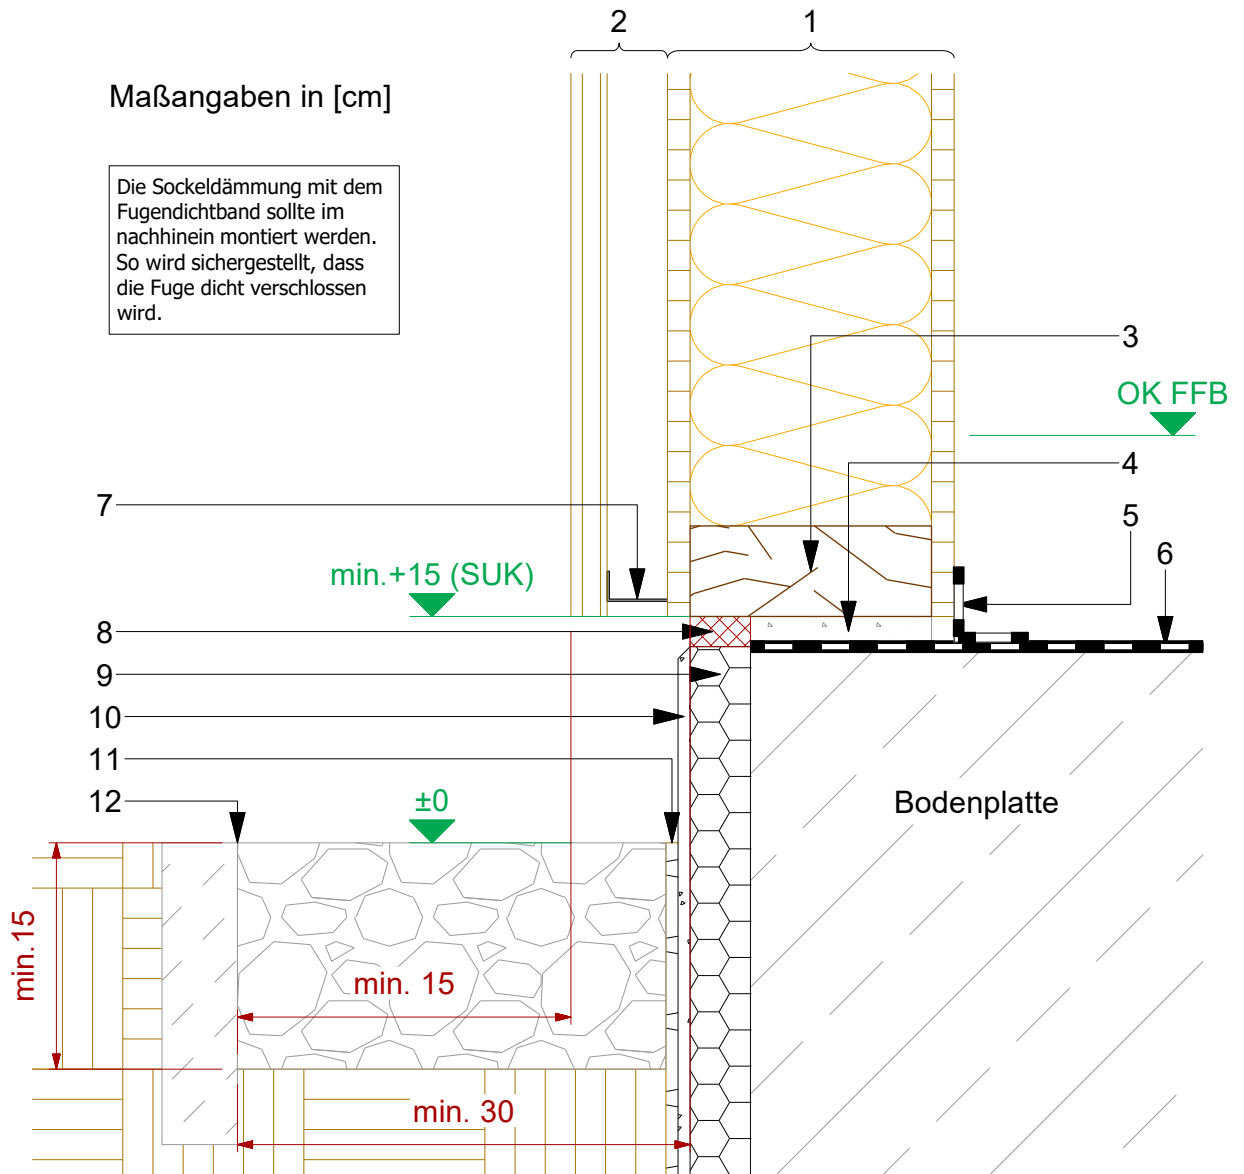 2
1
Maßangaben in [cm]
Die Sockeldämmung mit dem
Fugendichtband sollte im
nachhinein montiert werden.
So wird sichergestellt, dass
die Fuge dicht verschlossen
wird.
3
OK FFB
4
7
5
6
min.+15 (SUK)
8
9
10
11
12
±0
Bodenplatte
min.15
min. 15
min. 30